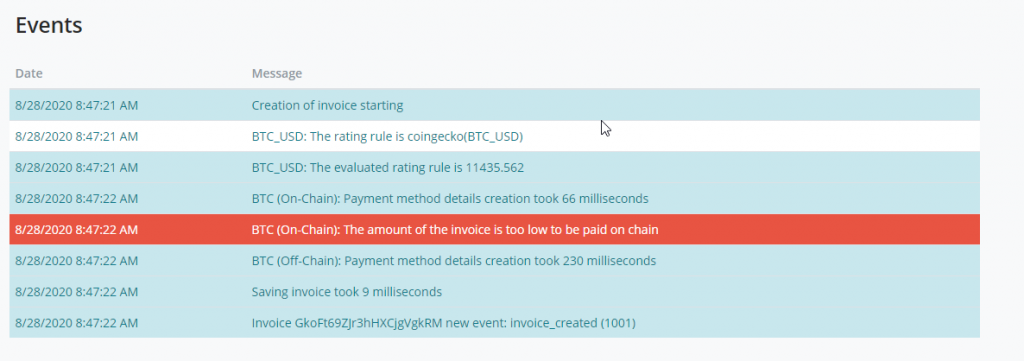 Events
Date Message
8/28/2020 8:47:21 AM Creation of invoice starting
8/28/2020 8:47:21 AM BTC_USD: The rating rule is coingecko(BTC_USD)
8/28/2020 8:47:21 AM BTC_USD: The evaluated rating rule is 11435.562
8/28/2020 8:47:22 AM BTC (On-Chain): Payment method details creation took 66 milliseconds
8/28/2020 8:47:22 AM BTC (On-Chain): The amount of the invoice is too low to be paid on chain
8/28/2020 8:47:22 AM BTC (Off-Chain): Payment method details creation took 230 milliseconds
8/28/2020 8:47:22 AM Saving invoice took 9 milliseconds
8/28/2020 8:47:22 AM Invoice GkoFt69ZJr3hHXCjgVgkRM new event: invoice_created (1001)